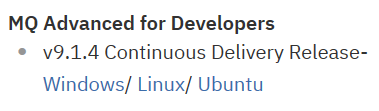 MQ Advanced for Developers
• v9.1.4 Continuous Delivery Release-
Windows/ Linux/ Ubuntu